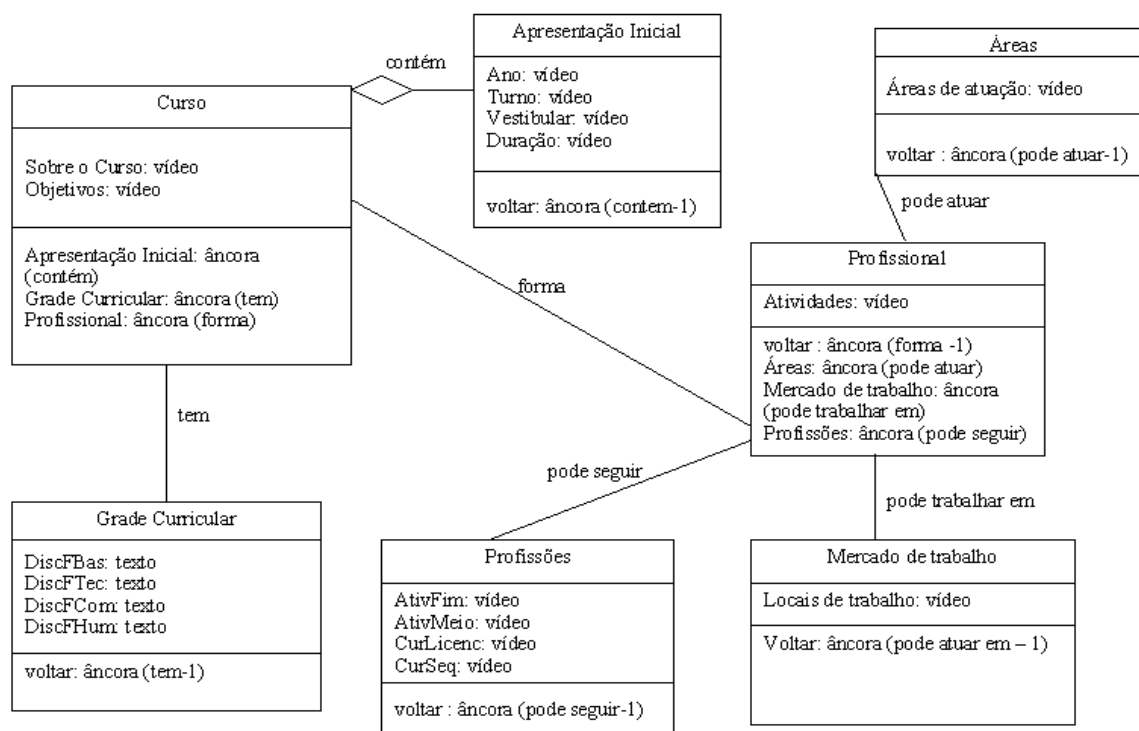 Apresentação Inicial
Ano: vídeo
Turno: vídeo
Vestibular: vídeo
Duração: vídeo
voltar: âncora (contem-1)
contém
Áreas
Áreas de atuação: vídeo
voltar : âncora (pode atuar-1)
Curso
Sobre o Curso: vídeo
Objetivos: vídeo
Apresentação Inicial: âncora
(contém)
Grade Curricular: âncora (tem)
Profissional: âncora (forma)
pode atuar
forma
Profissional
Atividades: vídeo
voltar : âncora (forma -1)
Áreas: âncora (pode atuar)
Mercado de trabalho: âncora
(pode trabalhar em)
Profissões: âncora (pode seguir)
tem
pode seguir
pode trabalhar em
Grade Curricular
DiscFBas: texto
DiscFTec: texto
DiscFCom: texto
DiscFHum: texto
voltar: âncora (tem-1)
Profissões
AtivFim: vídeo
AtivMeio: vídeo
CurLicenc: vídeo
CurSeq: vídeo
voltar : âncora (pode seguir-1)
Mercado de trabalho
Locais de trabalho: vídeo
Voltar: âncora (pode atuar em – 1)